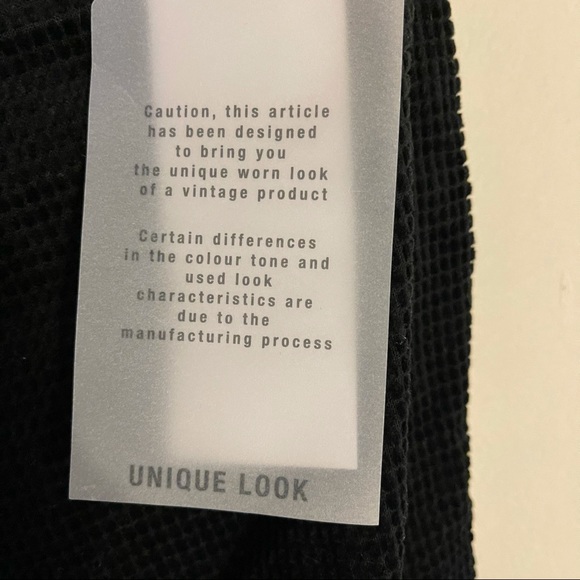 Caution, this article
has been designed
to bring you
the unique worn look
of a vintage product
Certain differences
in the colour tone and
used look
characteristics are
due to the
manufacturing process
UNIQUE LOOK